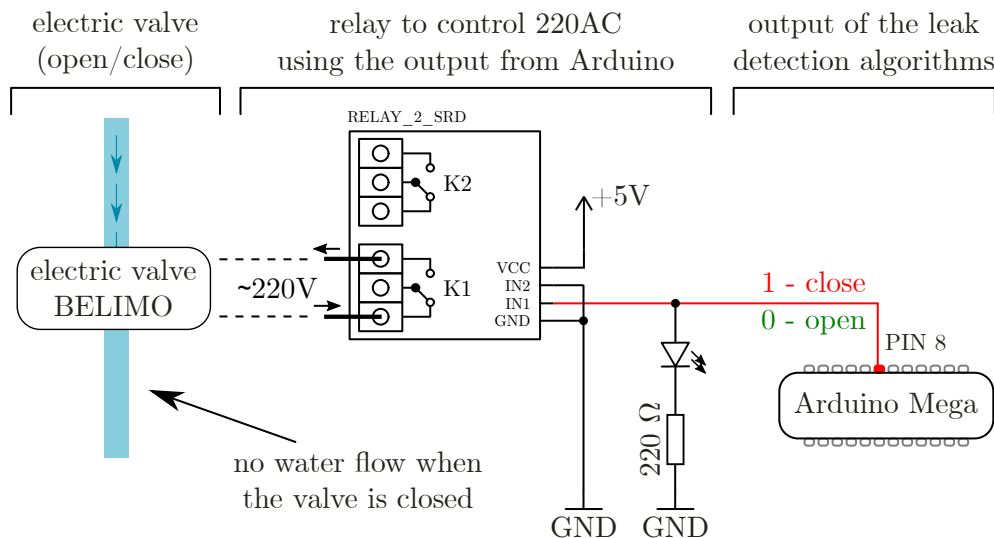 electric valve
(open/close)
relay to control 220AC
using the output from Arduino
output of the leak
detection algorithms
RELAY_2_SRD
K2
+5V
electric valve
BELIMO
~220V
K1
VCC
IN2
IN1
GND
1 - close
0 - open
PIN 8
Arduino Mega
220 Ω
no water flow when
the valve is closed
GND
GND